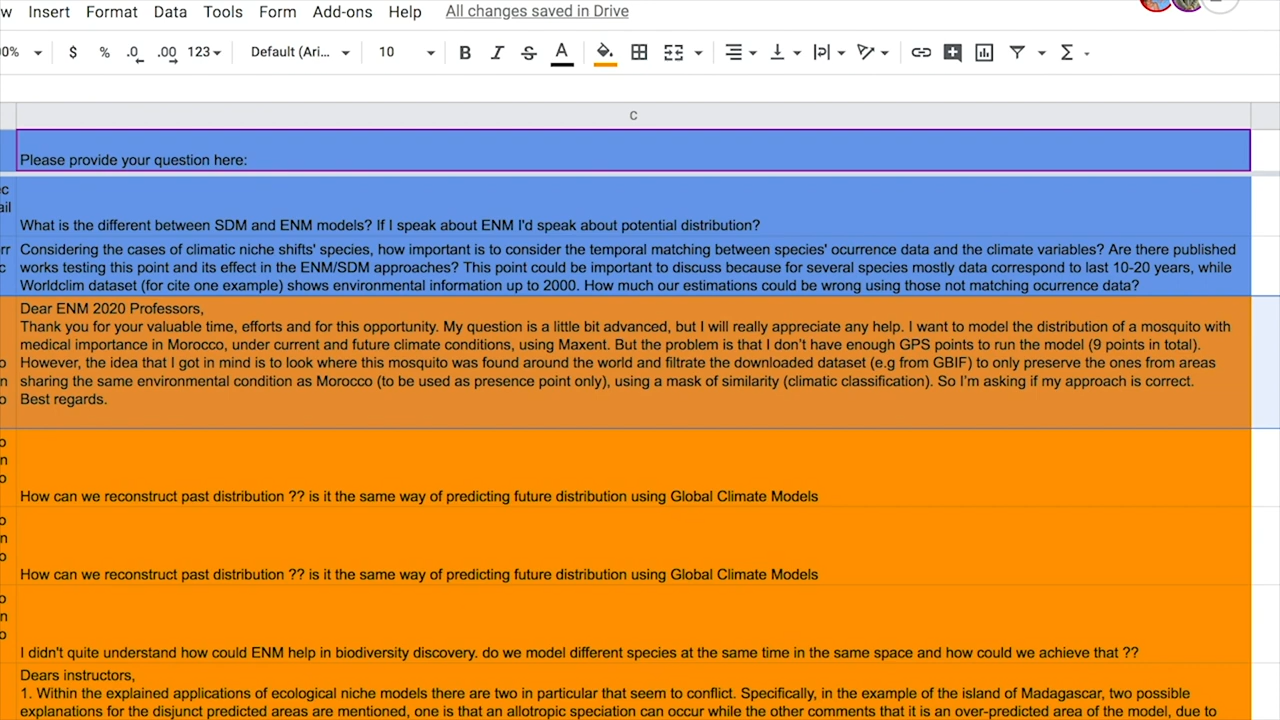 w Insert Format Data Tools Form Add-ons Help All changes saved in Drive
0% $ % .0 .00 123 Default (Ari... 10 B I S A Σ
C
Please provide your question here:
ec
ail
What is the different between SDM and ENM models? If I speak about ENM I'd speak about potential distribution?
rr Considering the cases of climatic niche shifts' species, how important is to consider the temporal matching between species' ocurrence data and the climate variables? Are there published
c works testing this point and its effect in the ENM/SDM approaches? This point could be important to discuss because for several species mostly data correspond to last 10-20 years, while
Worldclim dataset (for cite one example) shows environmental information up to 2000. How much our estimations could be wrong using those not matching ocurrence data?
Dear ENM 2020 Professors,
Thank you for your valuable time, efforts and for this opportunity. My question is a little bit advanced, but I will really appreciate any help. I want to model the distribution of a mosquito with
medical importance in Morocco, under current and future climate conditions, using Maxent. But the problem is that I don't have enough GPS points to run the model (9 points in total).
o However, the idea that I got in mind is to look where this mosquito was found around the world and filtrate the downloaded dataset (e.g from GBIF) to only preserve the ones from areas
n sharing the same environmental condition as Morocco (to be used as presence point only), using a mask of similarity (climatic classification). So I'm asking if my approach is correct.
o Best regards.
o
n
o
How can we reconstruct past distribution ?? is it the same way of predicting future distribution using Global Climate Models
o
n
o
How can we reconstruct past distribution ?? is it the same way of predicting future distribution using Global Climate Models
o
n
o
I didn't quite understand how could ENM help in biodiversity discovery. do we model different species at the same time in the same space and how could we achieve that ??
Dears instructors,
1. Within the explained applications of ecological niche models there are two in particular that seem to conflict. Specifically, in the example of the island of Madagascar, two possible
explanations for the disjunct predicted areas are mentioned, one is that an allotropic speciation can occur while the other comments that it is an over-predicted area of the model, due to